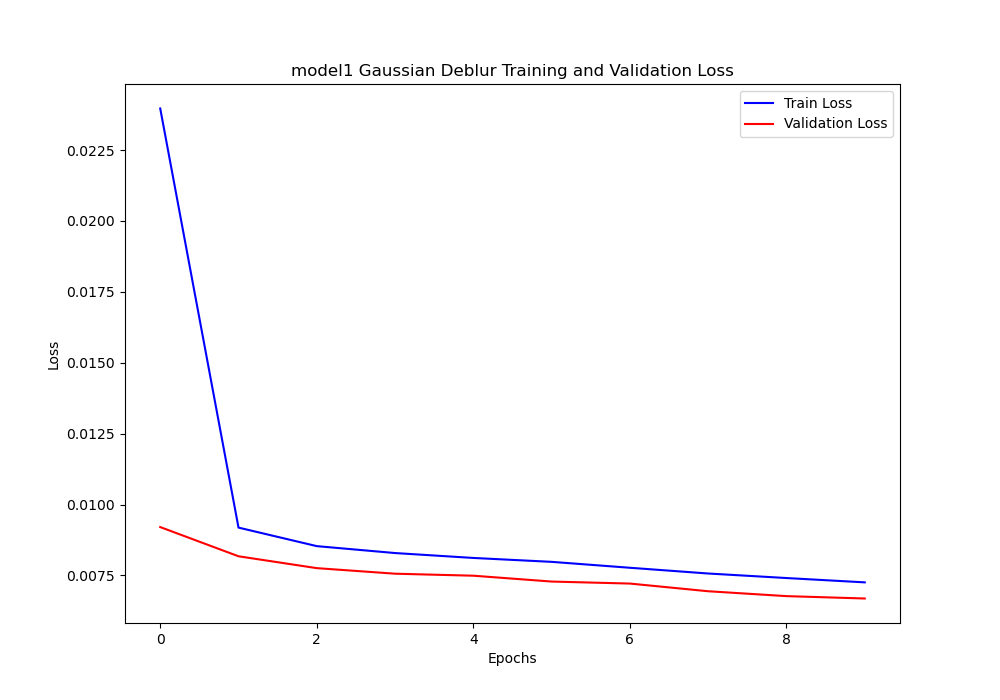 model1 Gaussian Deblur Training and Validation Loss
Train Loss
Validation Loss
0.0225
0.0200
0.0175
0.0150
0.0125
0.0100
0.0075
Loss
0 2 4 6 8
Epochs